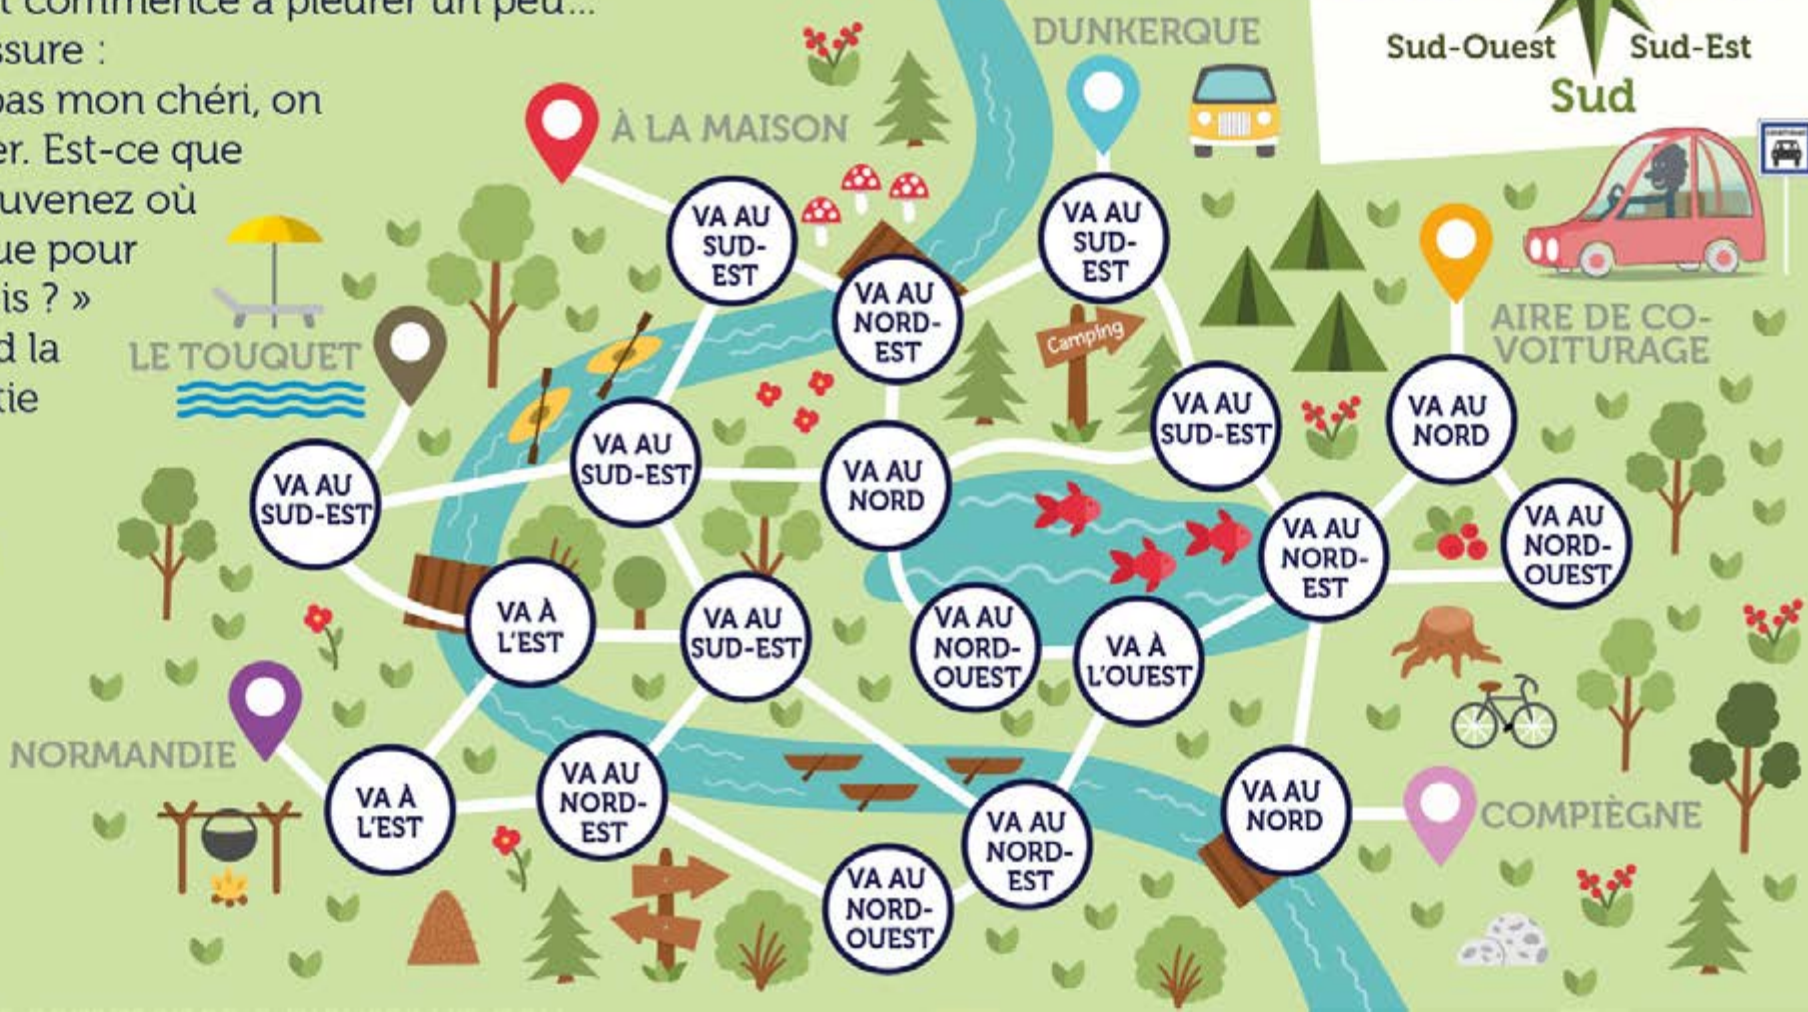 commence à pleurer un peu...
ssure :
pas mon chéri, on
er. Est-ce que
uvenez où
ue pour
is ? »
d la
tie
Sud-Ouest
Sud-Est
Sud
DUNKERQUE
À LA MAISON
LE TOUQUET
AIRE DE CO-
VOITURAGE
NORMANDIE
COMPIÈGNE
Camping
VA AU
SUD-
EST
VA AU
NORD-
EST
VA AU
SUD-
EST
VA AU
SUD-EST
VA AU
NORD
VA AU
SUD-EST
VA AU
SUD-EST
VA AU
NORD
VA AU
NORD-
EST
VA AU
NORD-
OUEST
VA À
L'EST
VA AU
SUD-EST
VA AU
NORD-
OUEST
VA À
L'OUEST
VA À
L'EST
VA AU
NORD-
EST
VA AU
NORD-
OUEST
VA AU
NORD-
EST
VA AU
NORD